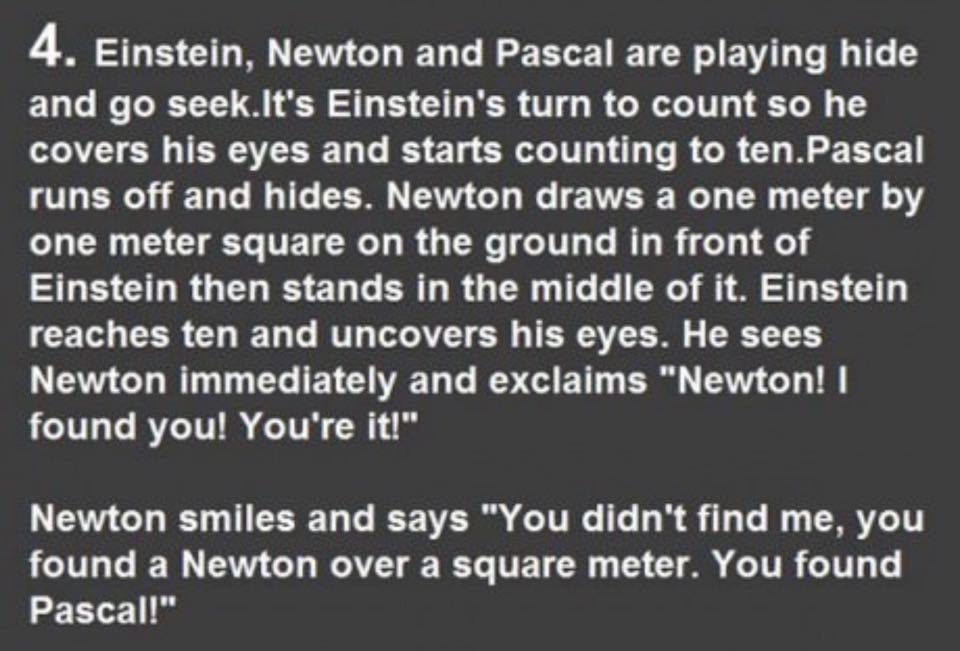 4. Einstein, Newton and Pascal are playing hide
and go seek.It's Einstein's turn to count so he
covers his eyes and starts counting to ten.Pascal
runs off and hides. Newton draws a one meter by
one meter square on the ground in front of
Einstein then stands in the middle of it. Einstein
reaches ten and uncovers his eyes. He sees
Newton immediately and exclaims "Newton! I
found you! You're it!"
Newton smiles and says "You didn't find me, you
found a Newton over a square meter. You found
Pascal!"